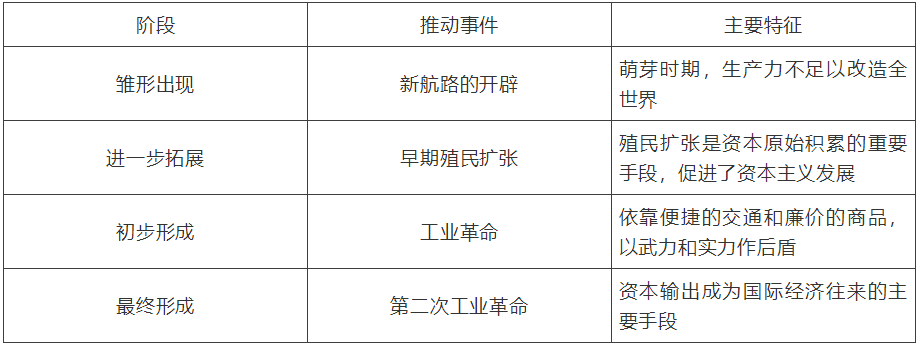 阶段 推动事件 主要特征
雏形出现 新航路的开辟 萌芽时期，生产力不足以改造全
世界
进一步拓展 早期殖民扩张 殖民扩张是资本原始积累的重要
手段，促进了资本主义发展
初步形成 工业革命 依靠便捷的交通和廉价的商品，
以武力和实力作后盾
最终形成 第二次工业革命 资本输出成为国际经济往来的主
要手段